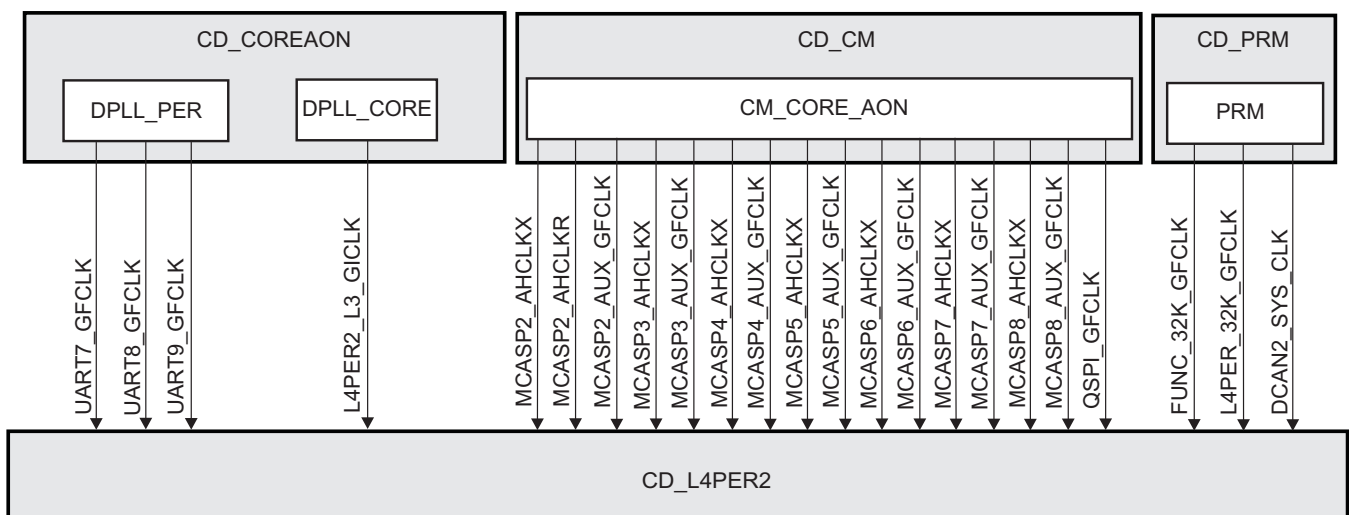 CD_COREAON
CD_CM
CD_PRM
DPLL_PER
DPLL_CORE
CM_CORE_AON
PRM
UART7_GFCLK
UART8_GFCLK
UART9_GFCLK
L4PER2_L3_GICLK
MCASP2_AHCLKX
MCASP2_AHCLKR
MCASP2_AUX_GFCLK
MCASP3_AHCLKX
MCASP3_AUX_GFCLK
MCASP4_AHCLKX
MCASP4_AUX_GFCLK
MCASP5_AHCLKX
MCASP5_AUX_GFCLK
MCASP6_AHCLKX
MCASP6_AUX_GFCLK
MCASP7_AHCLKX
MCASP7_AUX_GFCLK
MCASP8_AHCLKX
MCASP8_AUX_GFCLK
QSPI_GFCLK
FUNC_32K_GFCLK
L4PER_32K_GFCLK
DCAN2_SYS_CLK
CD_L4PER2